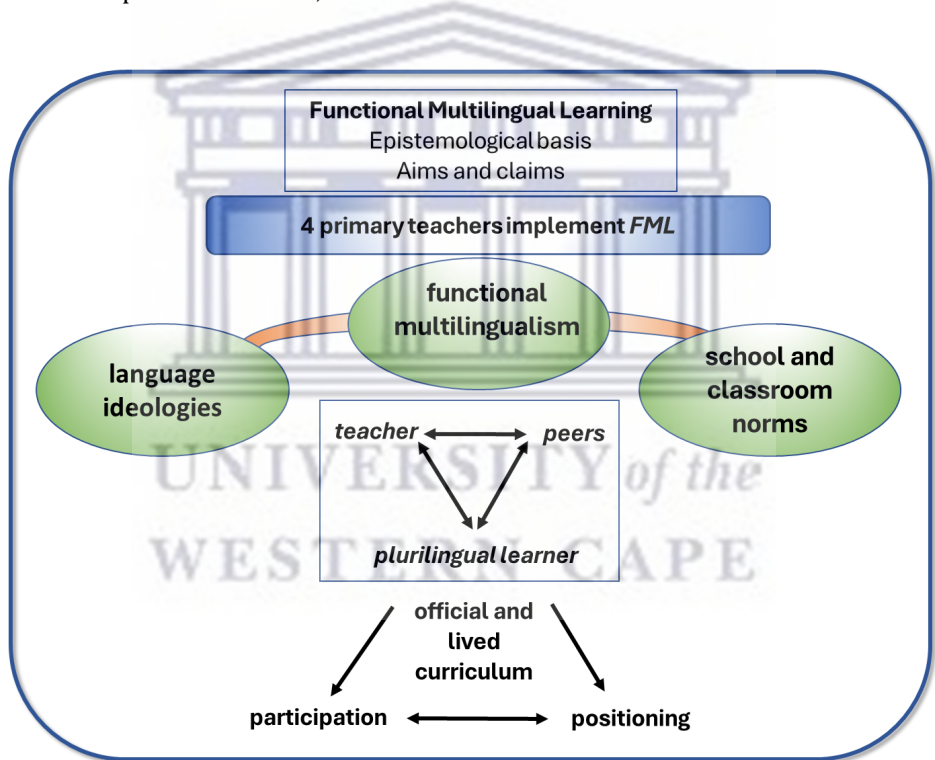 Functional Multilingual Learning
Epistemological basis
Aims and claims
4 primary teachers implement FML
functional
multilingualism
language
ideologies
school and
classroom
norms
teacher
peers
plurilingual learner
UNIVERSITY of the
WESTERN CAPE
official and
lived
curriculum
participation
positioning